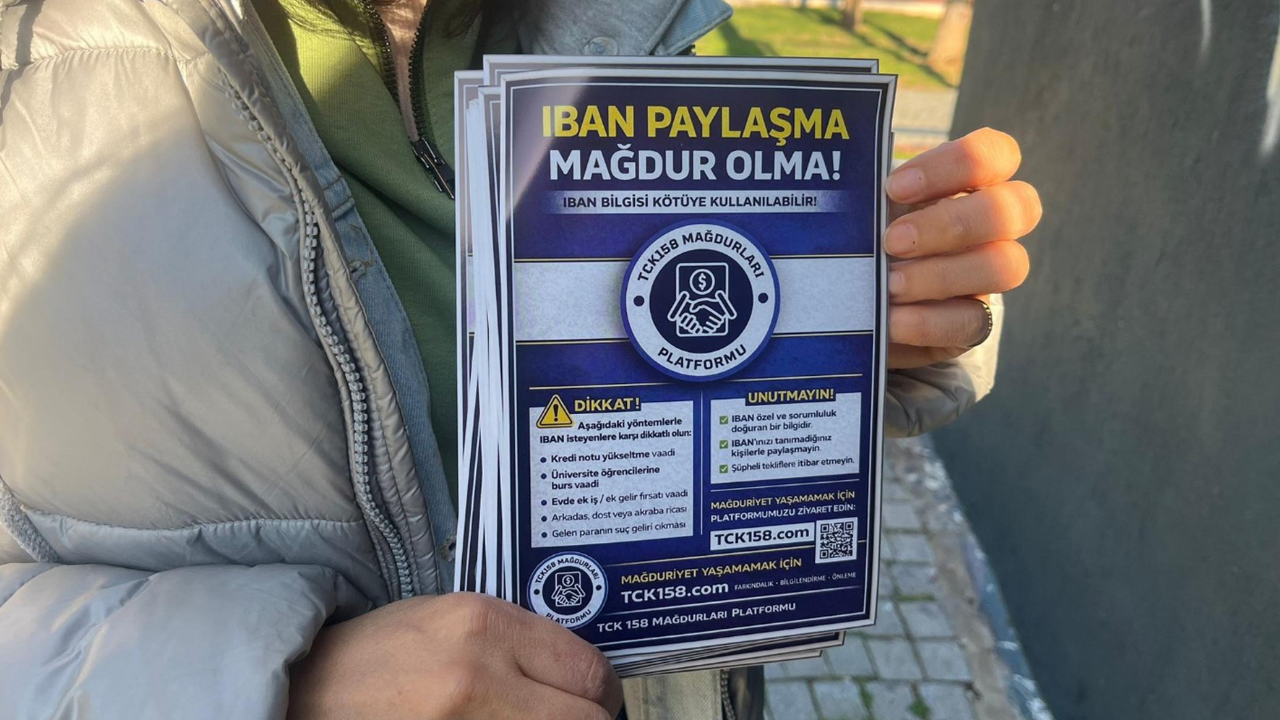 IBAN PAYLAŞMA
MAĞDUR OLMA!
IBAN BİLGİSİ KÖTÜYE KULLANILABİLİR!
TCK158 MAĞDURLARI
PLATFORMU
DİKKAT!
Aşağıdaki yöntemlerle
IBAN isteyenlere karşı dikkatli olun:
• Kredi notu yükseltme vaadi
• Üniversite öğrencilerine
burs vaadi
• Evde ek iş / ek gelir fırsatı vaadi
• Arkadaş, dost veya akraba ricası
• Gelen paranın suç geliri çıkması
UNUTMAYIN!
IBAN özel ve sorumluluk
doğuran bir bilgidir.
IBAN'ınızı tanımadığınız
kişilerle paylaşmayın.
Şüpheli tekliflere itibar etmeyin.
MAĞDURİYET YAŞAMAMAK İÇİN
PLATFORMUMUZU ZİYARET EDİN:
TCK158.com
TCK158 MAĞDURLARI
PLATFORMU
MAĞDURİYET YAŞAMAMAK İÇİN
TCK158.com FARKINDALIK • BİLGİLENDİRME • ÖNLEME
TCK 158 MAĞDURLARI PLATFORMU